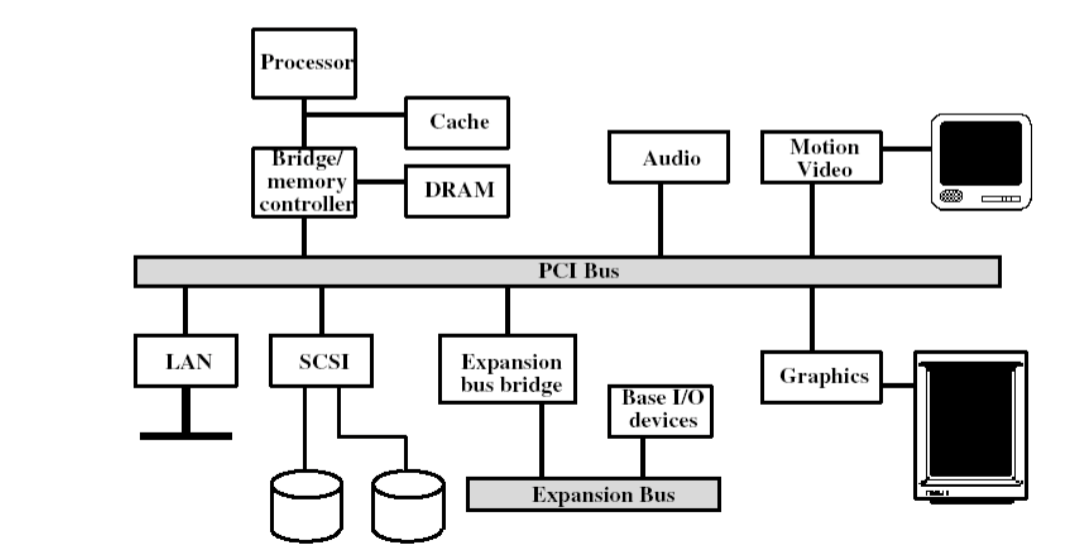 Processor
Cache
Bridge/
memory
controller
DRAM
Audio
Motion
Video
PCI Bus
LAN
SCSI
Expansion
bus bridge
Base I/O
devices
Graphics
Expansion Bus